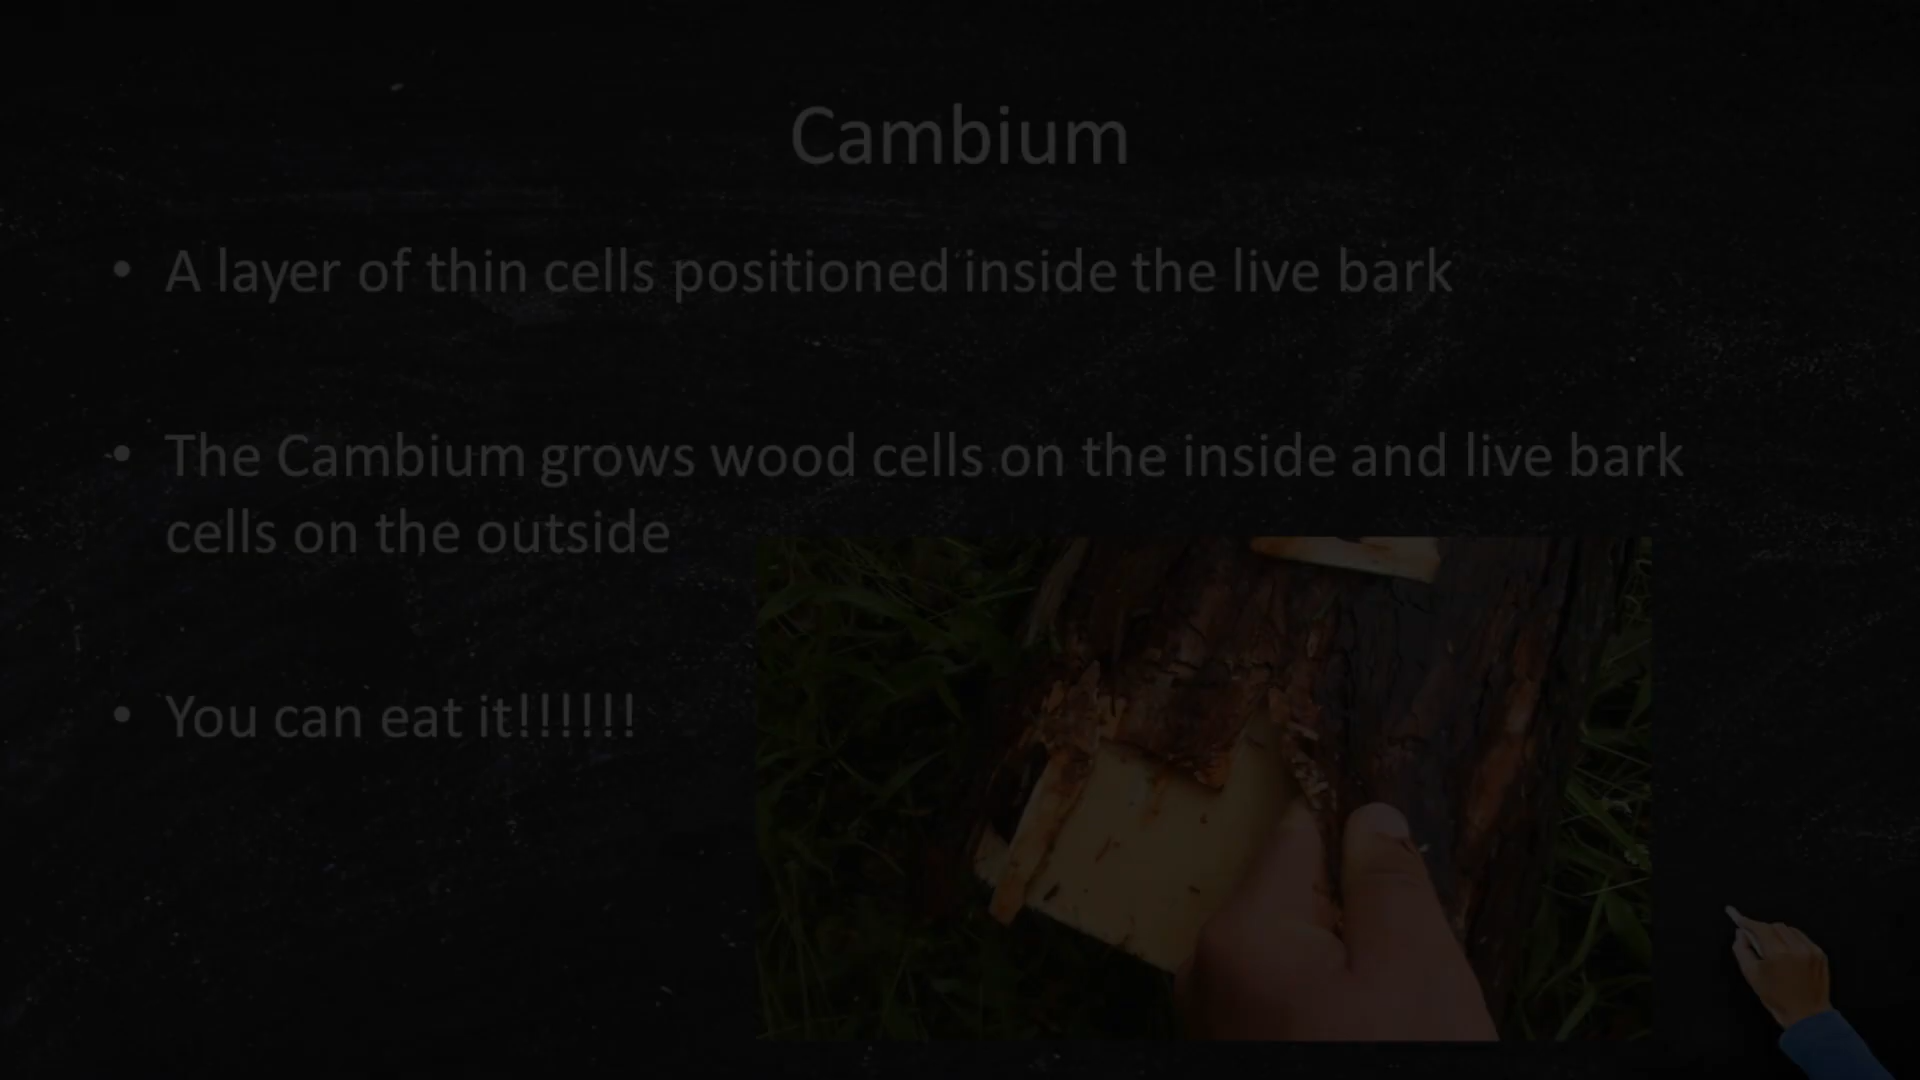 Cambium
• A layer of thin cells positioned inside the live bark
• The Cambium grows wood cells on the inside and live bark
cells on the outside
• You can eat it!!!!!!